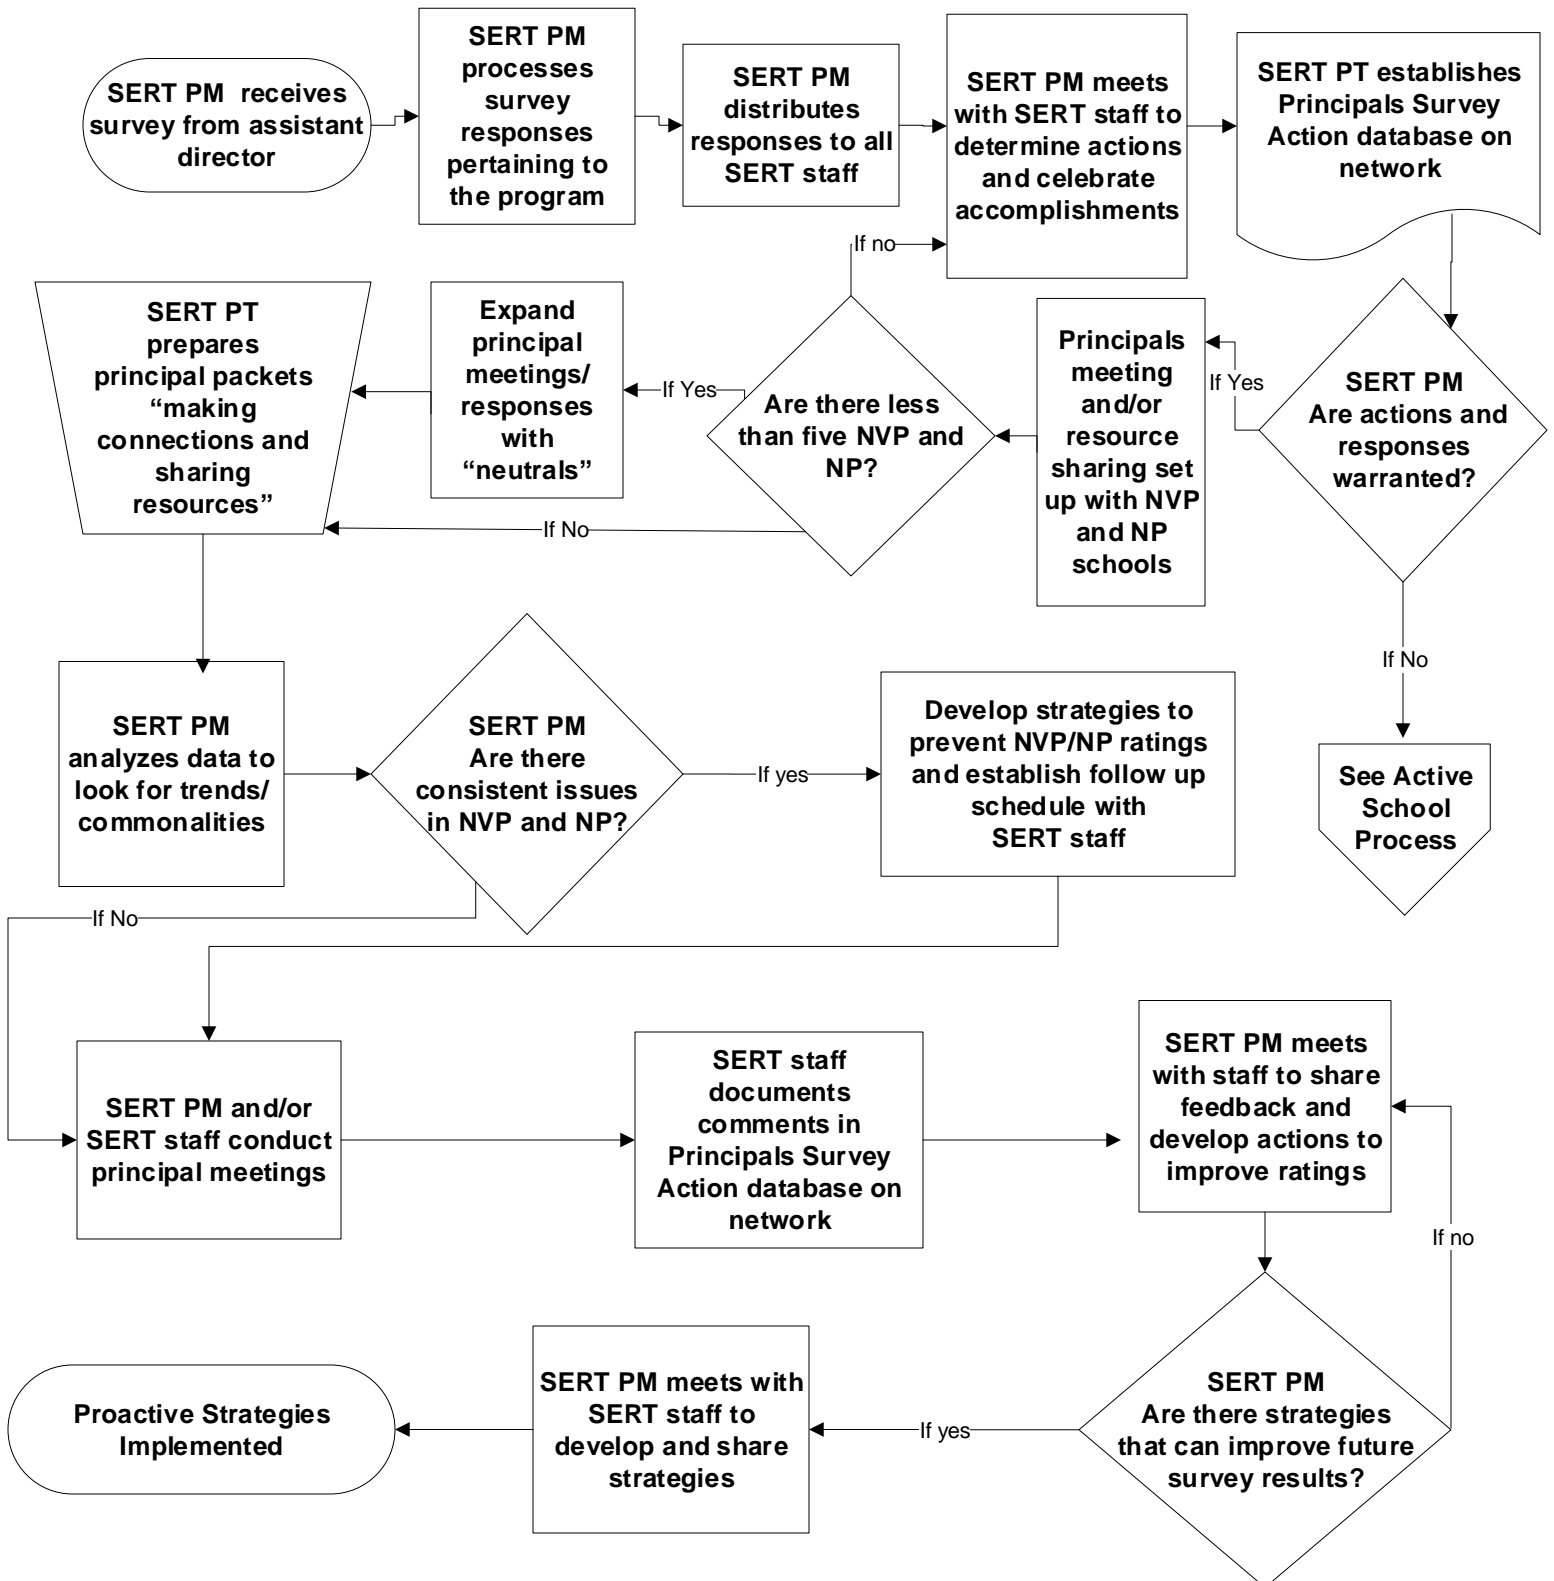 SERT PM receives
survey from assistant
director
SERT PM
processes
survey
responses
pertaining to
the program
SERT PM
distributes
responses to all
SERT staff
SERT PM meets
with SERT staff to
determine actions
and celebrate
accomplishments
SERT PT establishes
Principals Survey
Action database on
network
SERT PM
Are actions and
responses
warranted?
If Yes
If No
See Active
School
Process
Principals
meeting
and/or
resource
sharing set
up with NVP
and NP
schools
Are there less
than five NVP and
NP?
If no
If Yes
If No
Expand
principal
meetings/
responses
with
“neutrals”
SERT PT
prepares
principal packets
“making
connections and
sharing
resources”
SERT PM
analyzes data to
look for trends/
commonalities
SERT PM
Are there
consistent issues
in NVP and NP?
If yes
If No
Develop strategies to
prevent NVP/NP ratings
and establish follow up
schedule with
SERT staff
SERT PM and/or
SERT staff conduct
principal meetings
SERT staff
documents
comments in
Principals Survey
Action database on
network
SERT PM meets
with staff to share
feedback and
develop actions to
improve ratings
If no
SERT PM
Are there strategies
that can improve future
survey results?
If yes
SERT PM meets with
SERT staff to
develop and share
strategies
Proactive Strategies
Implemented